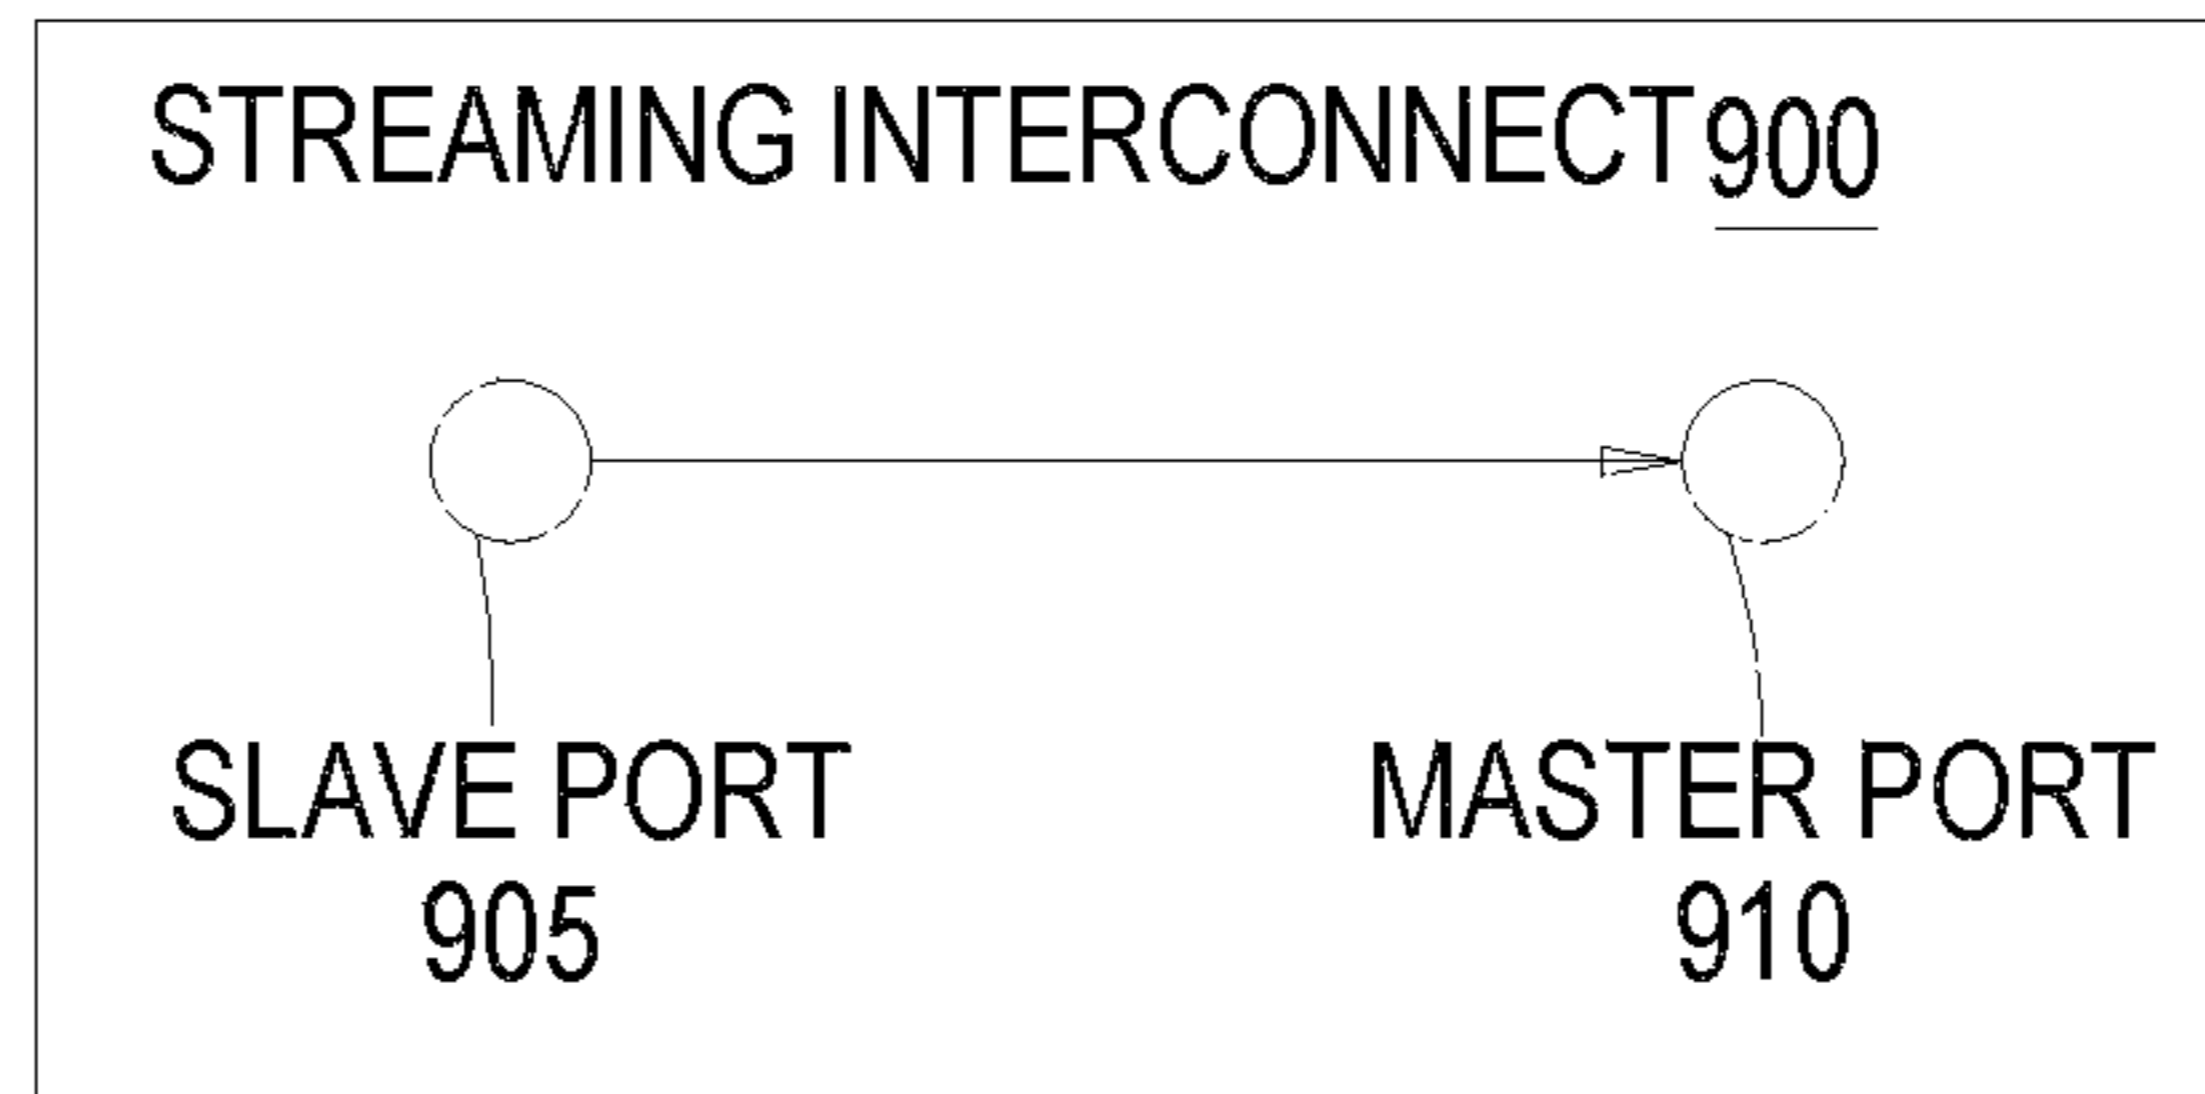 STREAMING INTERCONNECT 900
SLAVE PORT MASTER PORT
905 910